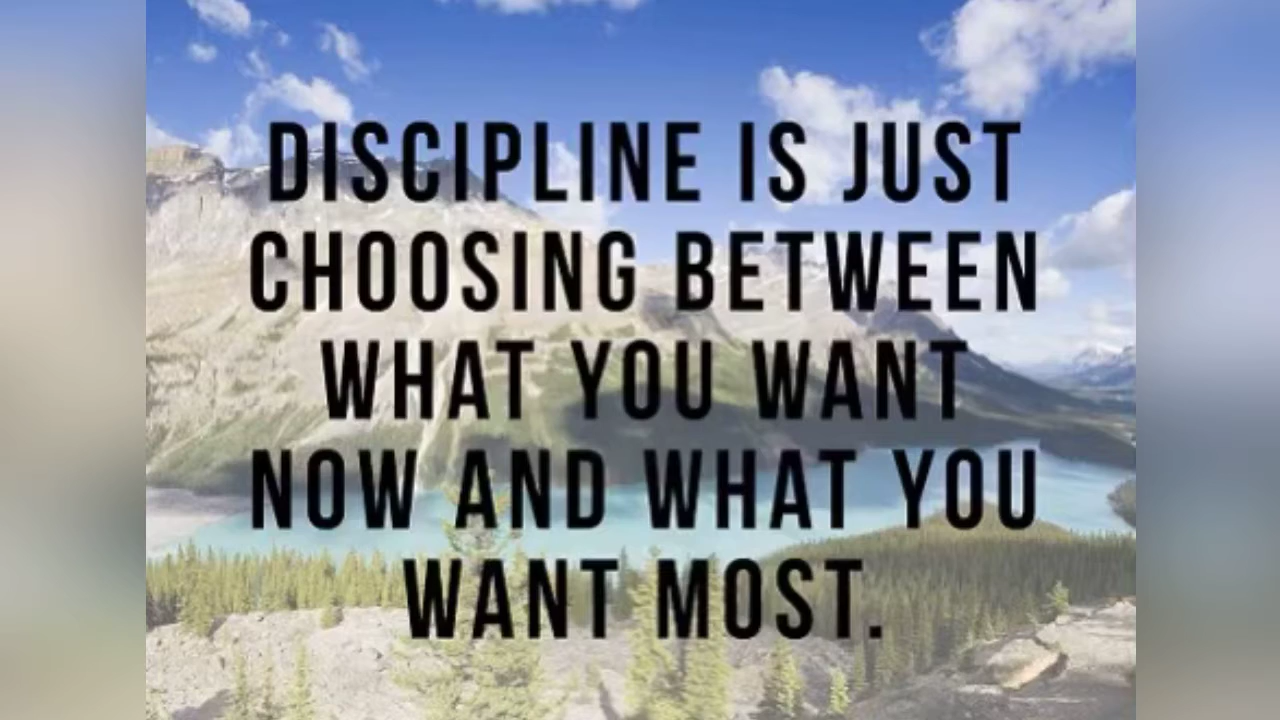 DISCIPLINE IS JUST
CHOOSING BETWEEN
WHAT YOU WANT
NOW AND WHAT YOU
WANT MOST.